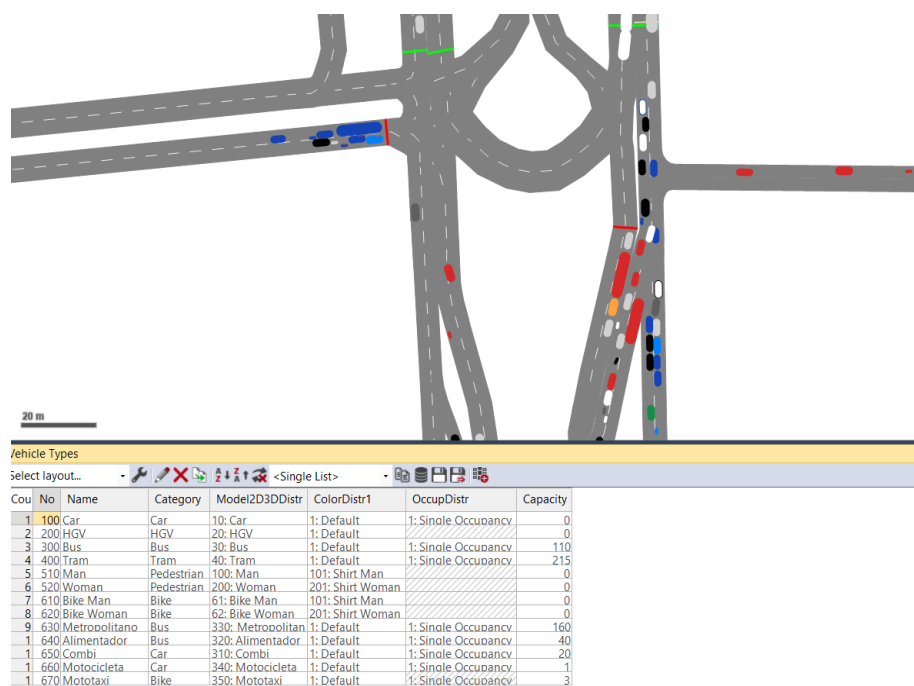 20 m
Vehicle Types
Select layout...
<Single List>
Cou No Name Category Model2D3DDistr ColorDistr1 OccupDistr Capacity
1 100 Car Car 10: Car 1: Default 1: Single Occupancy 0
2 200 HGV HGV 20: HGV 1: Default 0
3 300 Bus Bus 30: Bus 1: Default 1: Single Occupancy 110
4 400 Tram Tram 40: Tram 1: Default 1: Single Occupancy 215
5 510 Man Pedestrian 100: Man 101: Shirt Man 0
6 520 Woman Pedestrian 200: Woman 201: Shirt Woman 0
7 610 Bike Man Bike 61: Bike Man 101: Shirt Man 0
8 620 Bike Woman Bike 62: Bike Woman 201: Shirt Woman 0
9 630 Metropolitano Bus 330: Metropolitan 1: Default 1: Single Occupancy 160
1 640 Alimentador Bus 320: Alimentador 1: Default 1: Single Occupancy 40
1 650 Combi Car 310: Combi 1: Default 1: Single Occupancy 20
1 660 Motocicleta Car 340: Motocicleta 1: Default 1: Single Occupancy 1
1 670 Mototaxi Bike 350: Mototaxi 1: Default 1: Single Occupancy 3